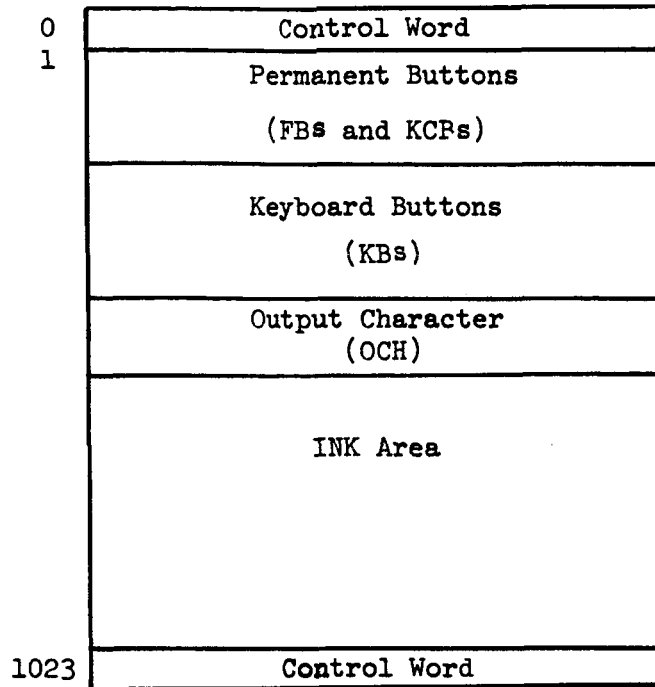 0 Control Word
1
Permanent Buttons
(FBs and KCBs)
Keyboard Buttons
(KBs)
Output Character
(OCH)
INK Area
1023 Control Word